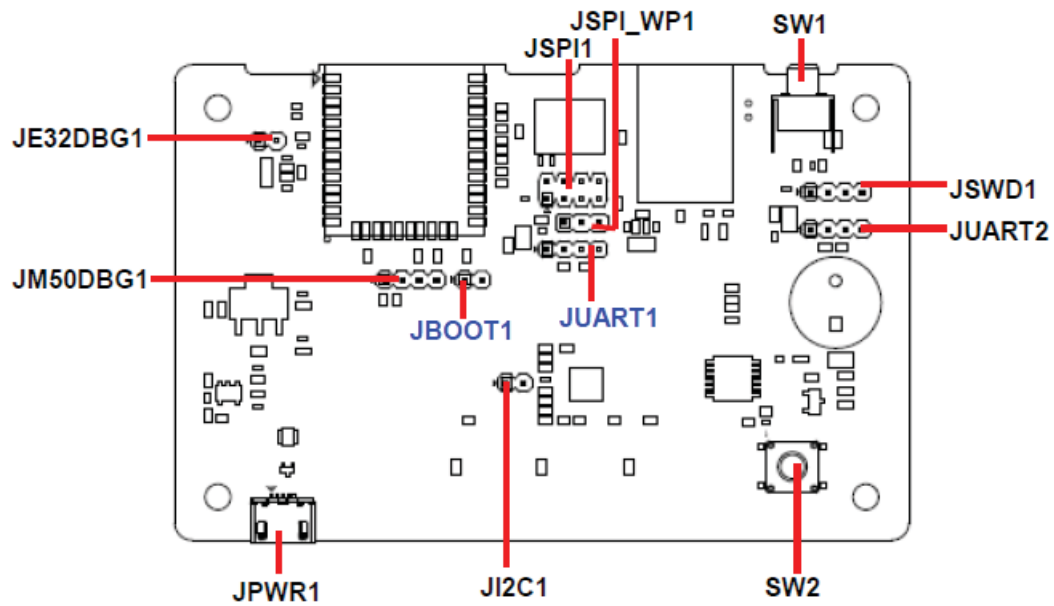 JSPI_WP1
SW1
JSPI1
JE32DBG1
JSWD1
JUART2
JM50DBG1
JBOOT1
JUART1
JPWR1
JI2C1
SW2